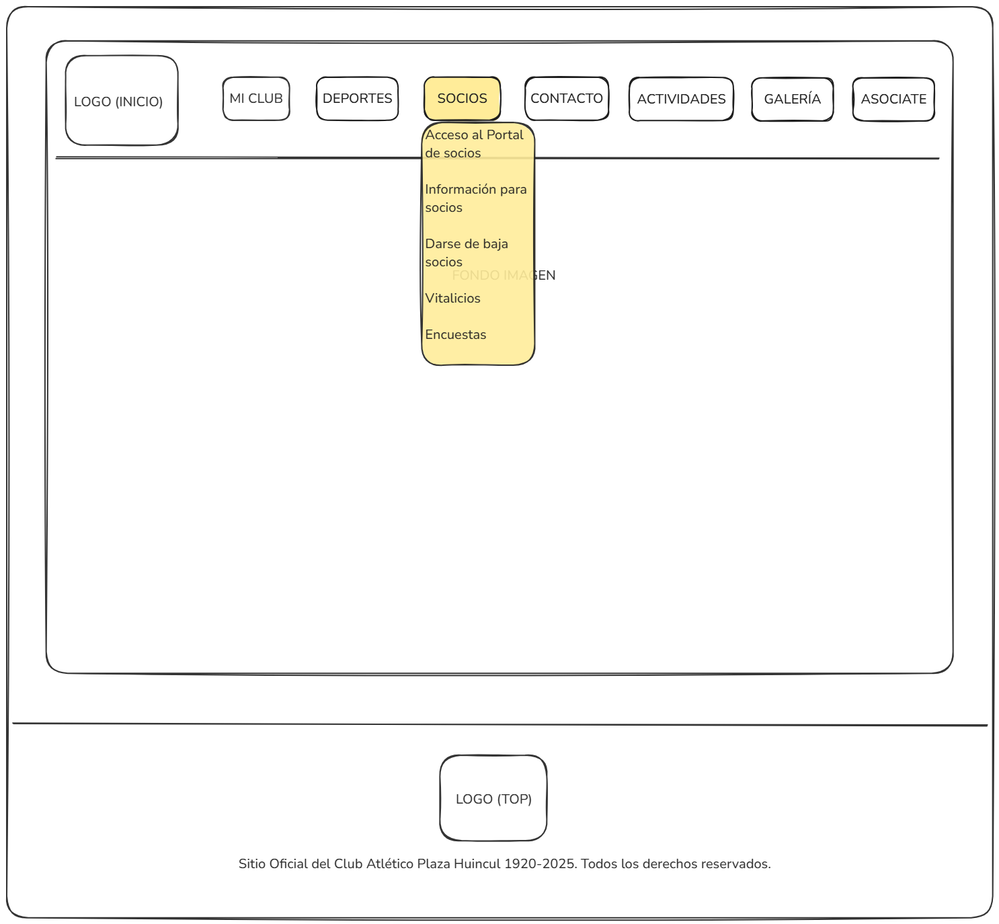 LOGO (INICIO)
MI CLUB
DEPORTES
SOCIOS
CONTACTO
ACTIVIDADES
GALERÍA
ASOCIATE
Acceso al Portal
de socios
Información para
socios
Darse de baja
socios
FONDO IMAGEN
Vitalicios
Encuestas
LOGO (TOP)
Sitio Oficial del Club Atlético Plaza Huincul 1920-2025. Todos los derechos reservados.